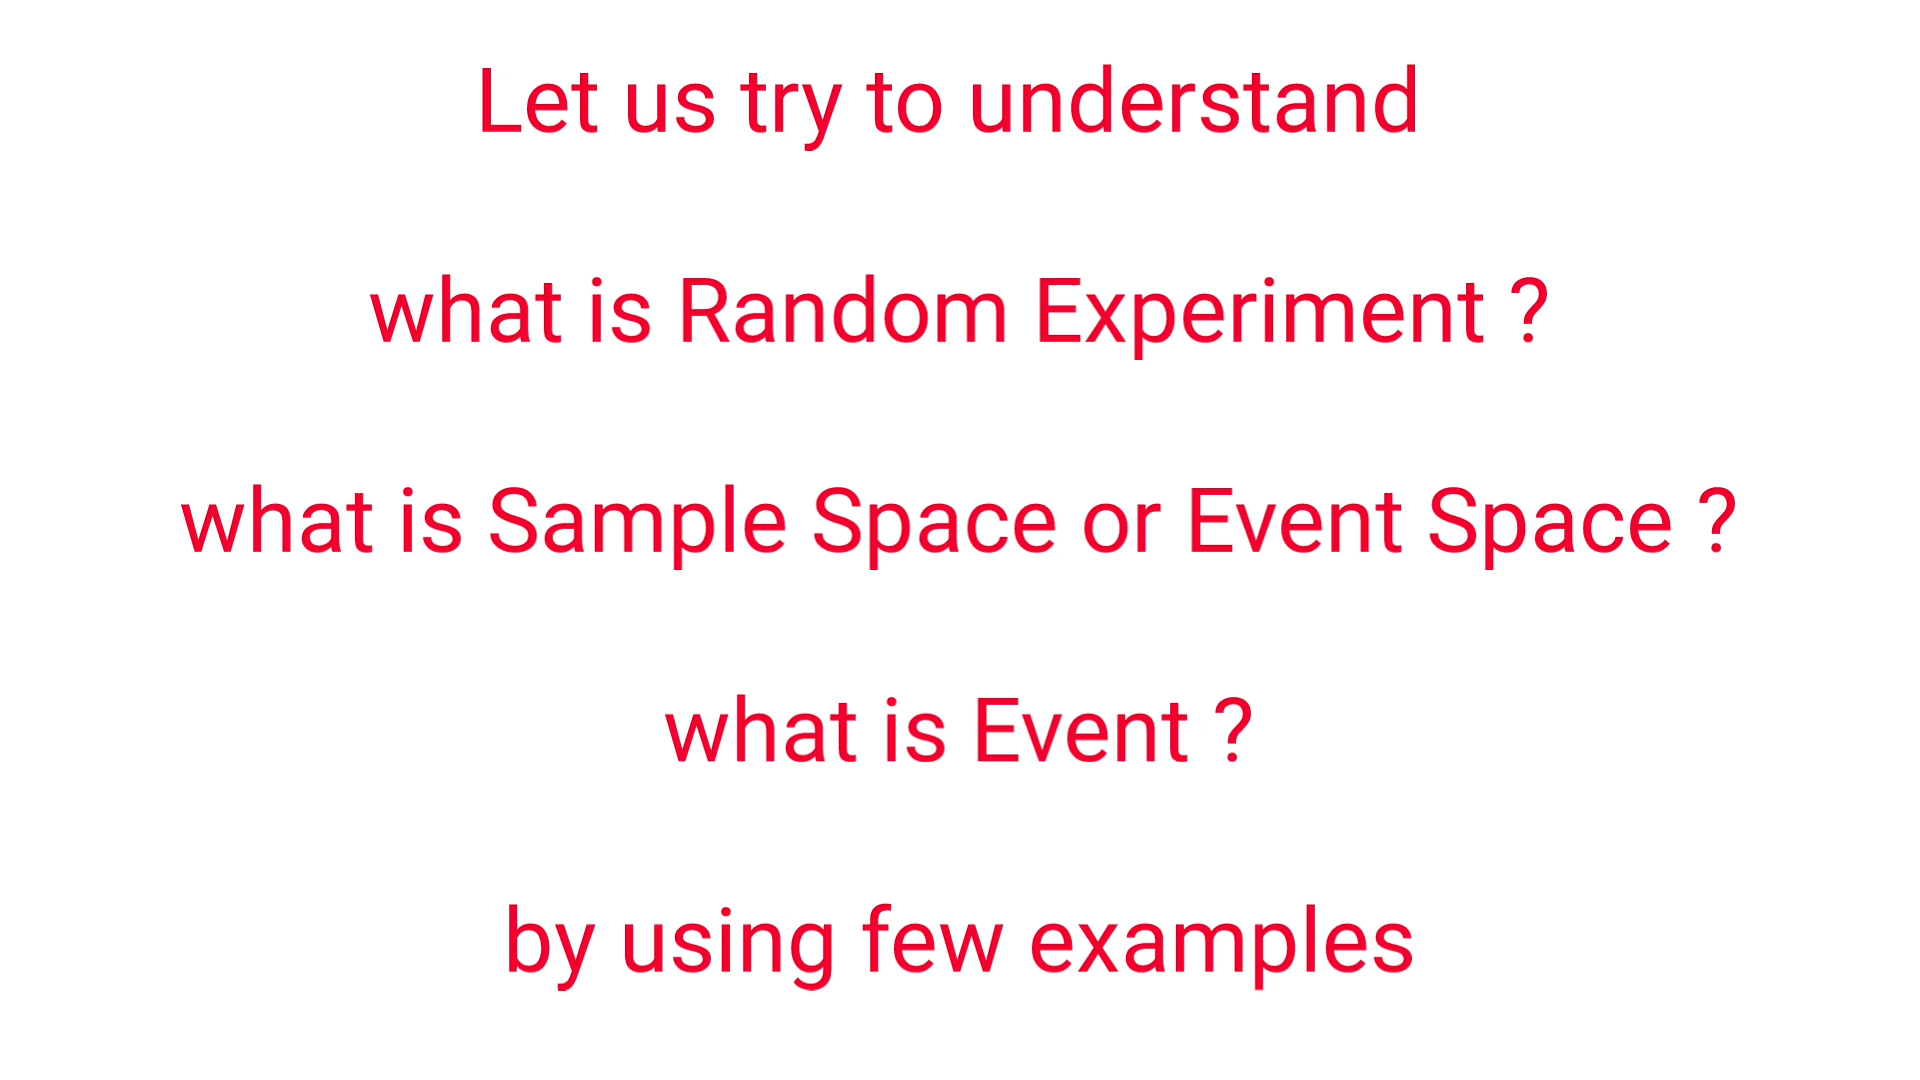 Let us try to understand
what is Random Experiment ?
what is Sample Space or Event Space ?
what is Event ?
by using few examples